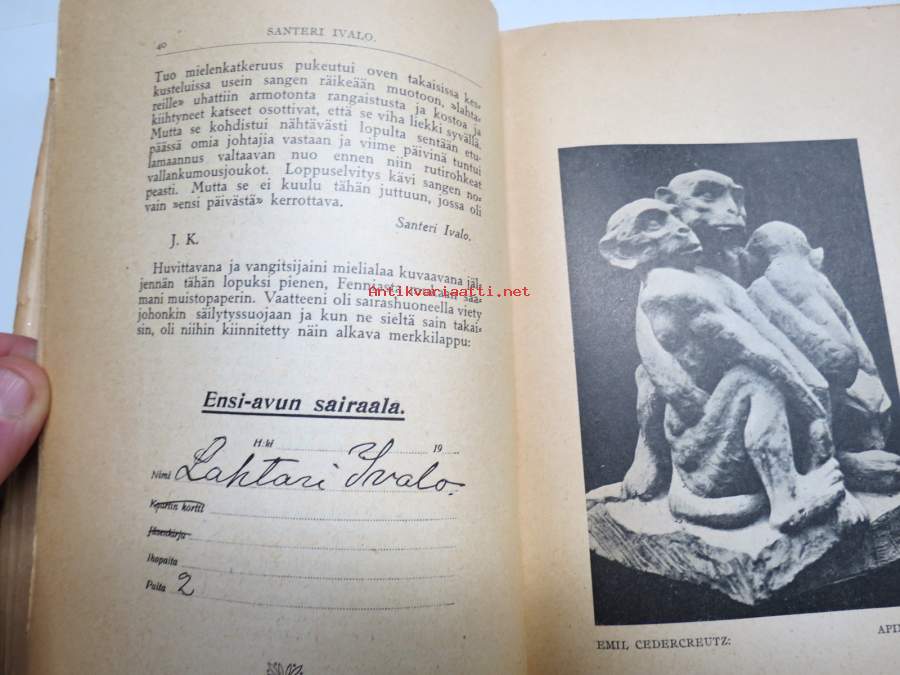 40
SANTERI IVALO.
Tuo mielenkatkeruus pukeutui oven takaisissa kes-
kusteluissa usein sangen räikeään muotoon, »lahta-
reille» uhattiin armotonta rangaistusta ja kostoa ja
kiihtyneet katseet osottivat, että se viha liekki syvällä.
Mutta se kohdistui nähtävästi lopulta sentään etu-
päässä omia johtajia vastaan ja viime päivinä tuntui
lamaannus valtaavan nuo ennen niin rutirohkeat
vallankumousjoukot. Loppuselvitys kävi sangen no-
peasti. Mutta se ei kuulu tähän juttuun, jossa oli
vain »ensi päivästä» kerrottava.
Santeri Ivalo.
J. K.
Huvittavana ja vangitsijaini mielialaa kuvaavana jäl-
jennän tähän lopuksi pienen, Fenniasta saa-
mani muistopaperin. Vaatteeni oli sairashuoneella viety
johonkin säilytyssuojaan ja kun ne sieltä sain takai-
sin, oli niihin kiinnitetty näin alkava merkkilappu:
Antikvariaatti.net
Ensi-avun sairaala.
H:ki 19
Nimi Lahtari Ivalo.
Kpartin kortti
Jäsenkirja
Ihopaita
Paita 2
EMIL CEDERCREUTZ:
APIN